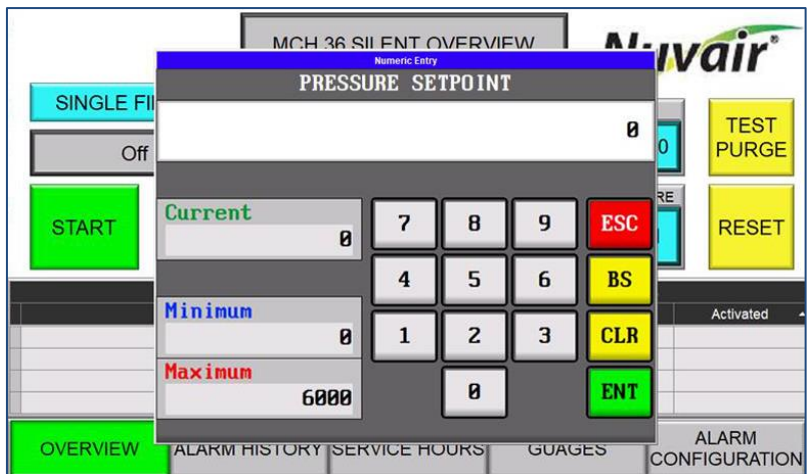 MCH 36 SILENT OVERVIEW
Nuvair®
Numeric Entry
PRESSURE SETPOINT
0
SINGLE FI
Off
0
TEST
PURGE
START
RE
RESET
Current
0
7 8 9 ESC
4 5 6 BS
Minimum
0
1 2 3 CLR
Maximum
6000
0 ENT
Activated
OVERVIEW
ALARM HISTORY
SERVICE HOURS
GUAGES
ALARM
CONFIGURATION